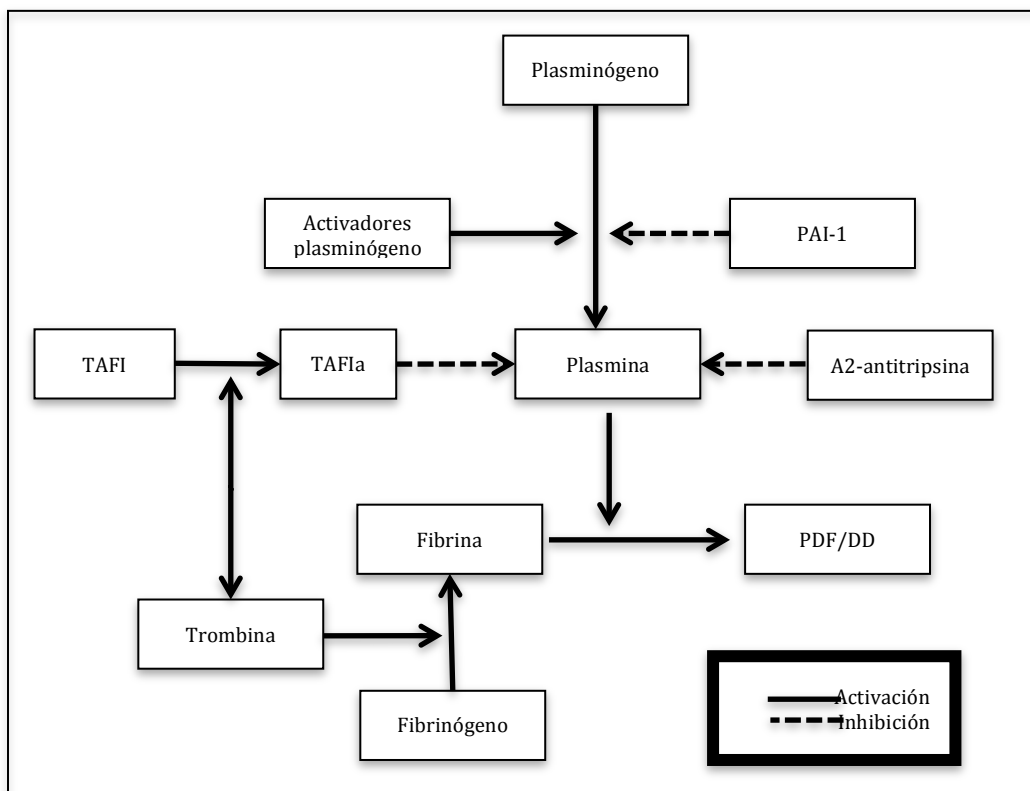 Plasminógeno
Activadores
plasminógeno
PAI-1
TAFI
TAFIa
Plasmina
A2-antitripsina
Fibrina
PDF/DD
Trombina
Fibrinógeno
Activación
Inhibición